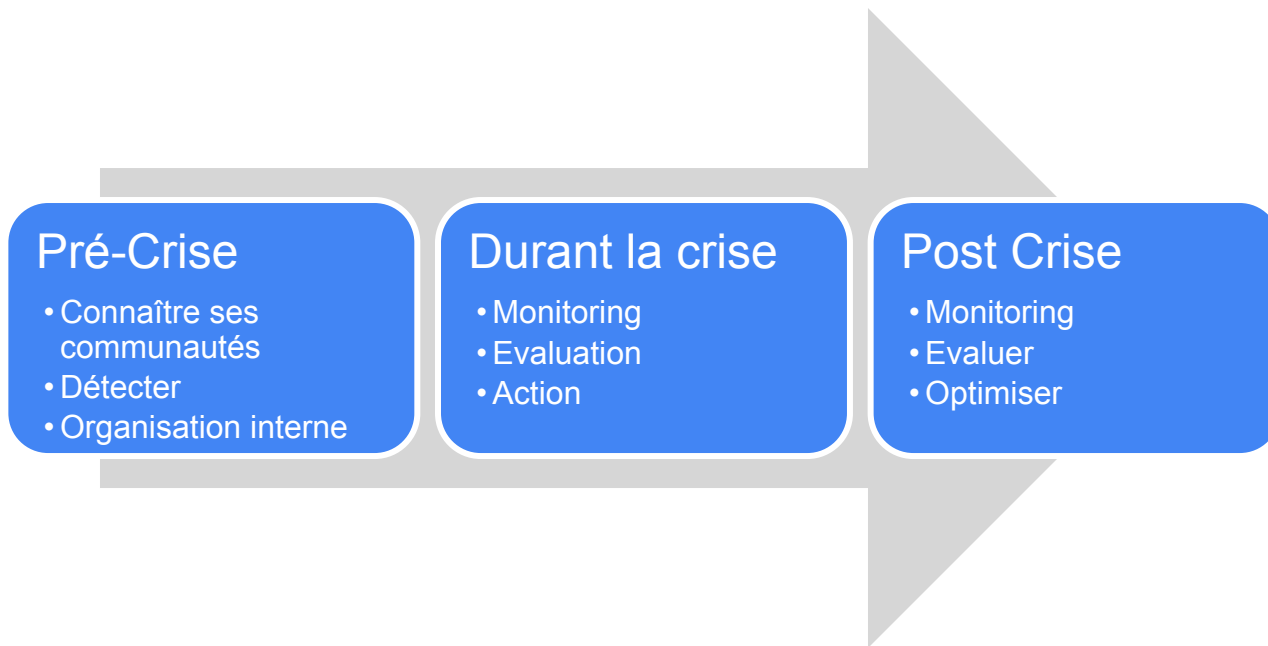 Pré-Crise
• Connaître ses
communautés
• Détecter
• Organisation interne
Durant la crise
• Monitoring
• Evaluation
• Action
Post Crise
• Monitoring
• Evaluer
• Optimiser